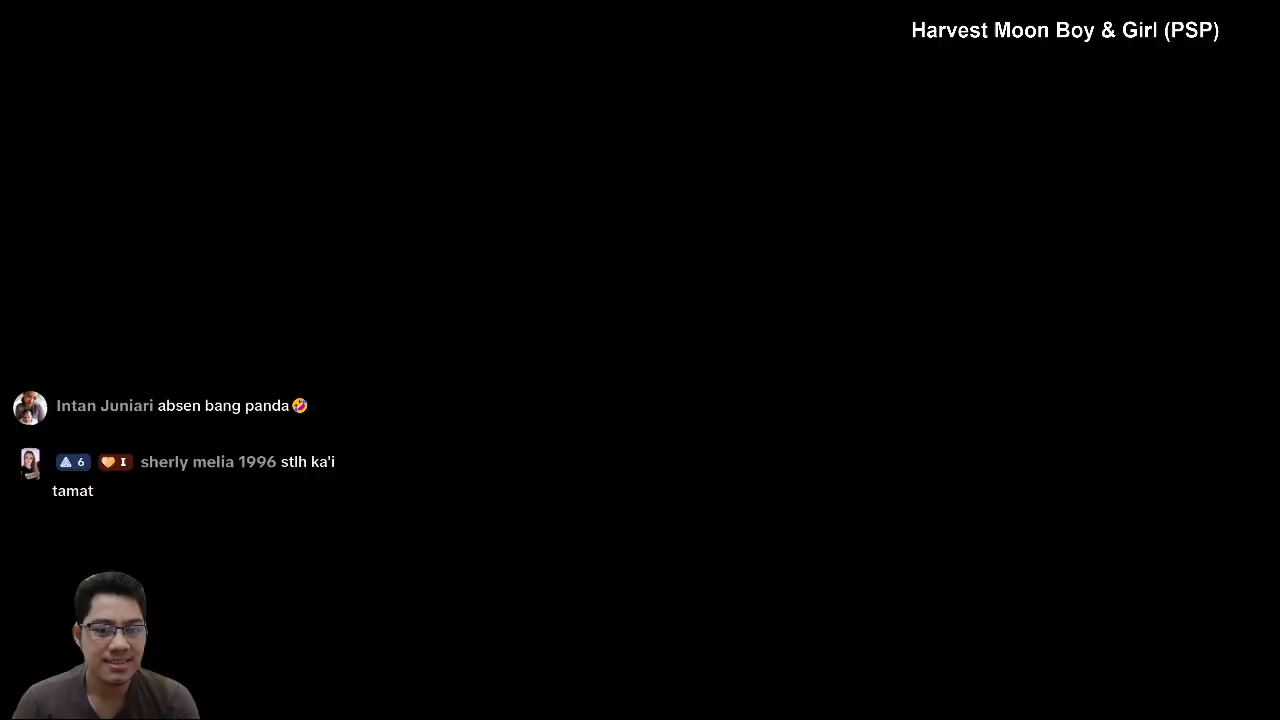 Harvest Moon Boy & Girl (PSP)
Intan Juniari absen bang panda🤣
6 I sherly melia 1996 stlh ka'i
tamat